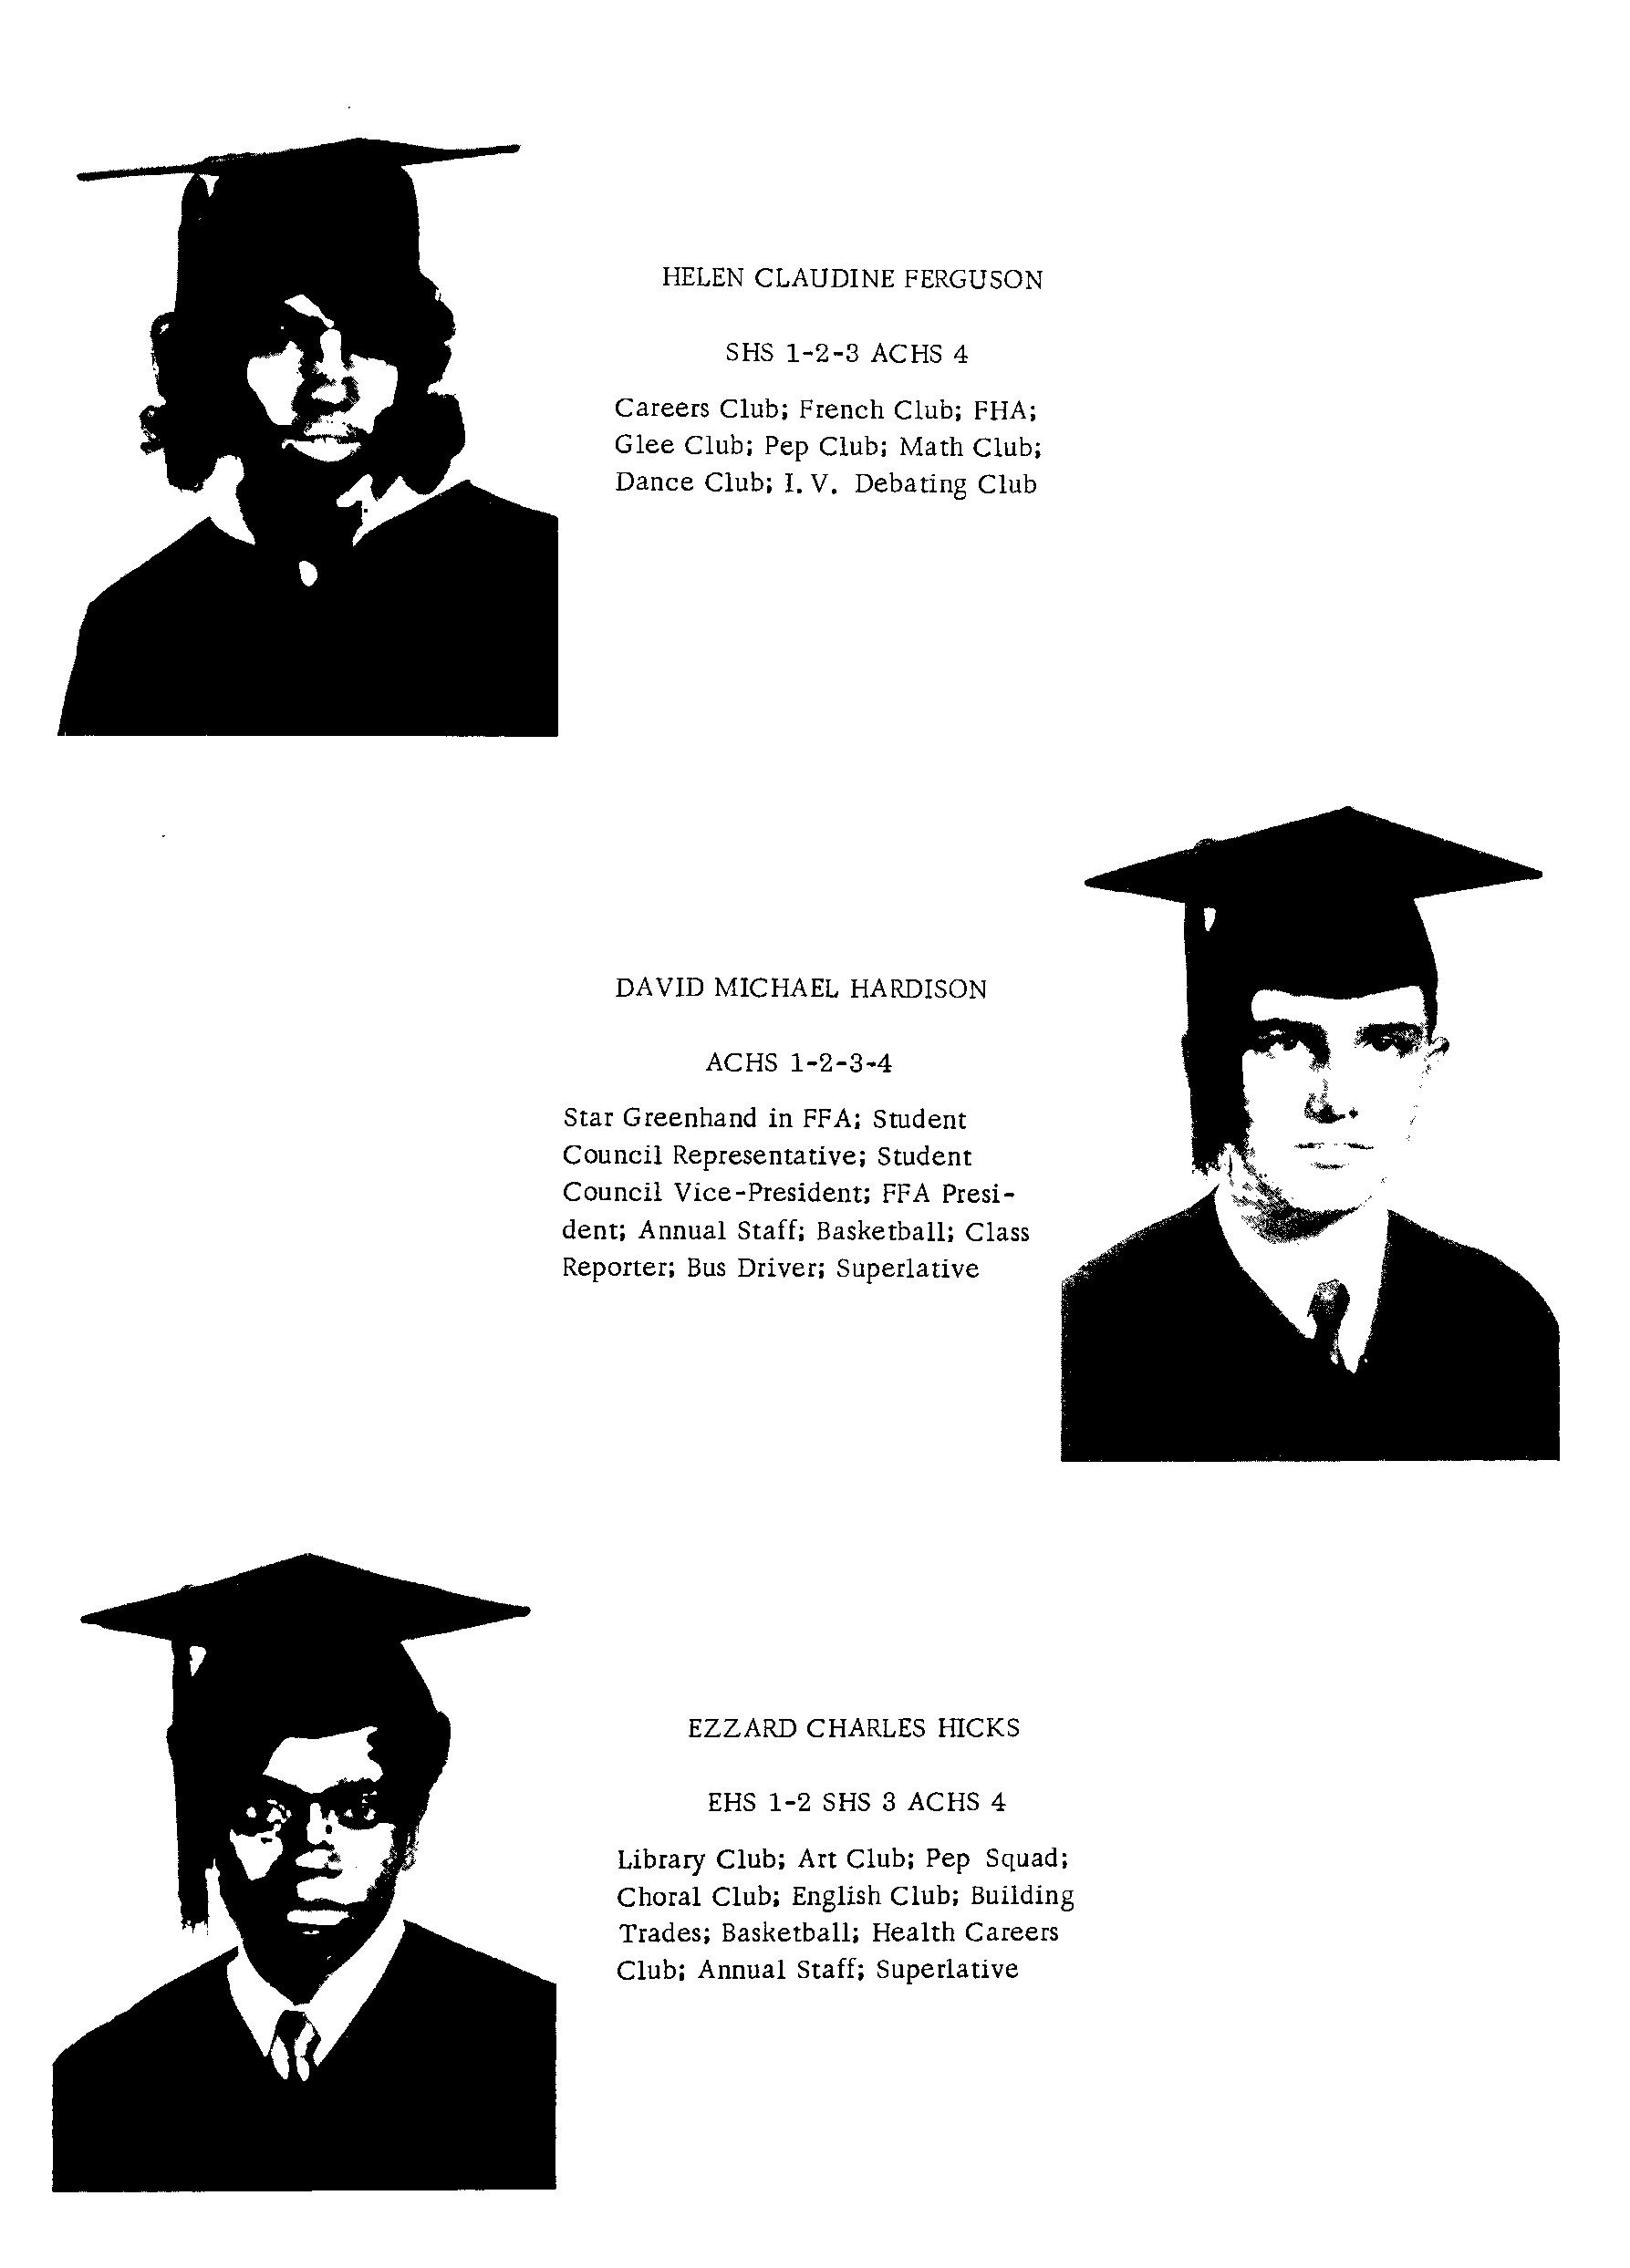 HELEN CLAUDINE FERGUSON
SHS 1-2-3 ACHS 4
Careers Club; French Club; FHA;
Glee Club; Pep Club; Math Club;
Dance Club; I. V. Debating Club
DAVID MICHAEL HARDISON
ACHS 1-2-3-4
Star Greenhand in FFA; Student
Council Representative; Student
Council Vice-President; FFA Presi-
dent; Annual Staff; Basketball; Class
Reporter; Bus Driver; Superlative
EZZARD CHARLES HICKS
EHS 1-2 SHS 3 ACHS 4
Library Club; Art Club; Pep Squad;
Choral Club; English Club; Building
Trades; Basketball; Health Careers
Club; Annual Staff; Superlative